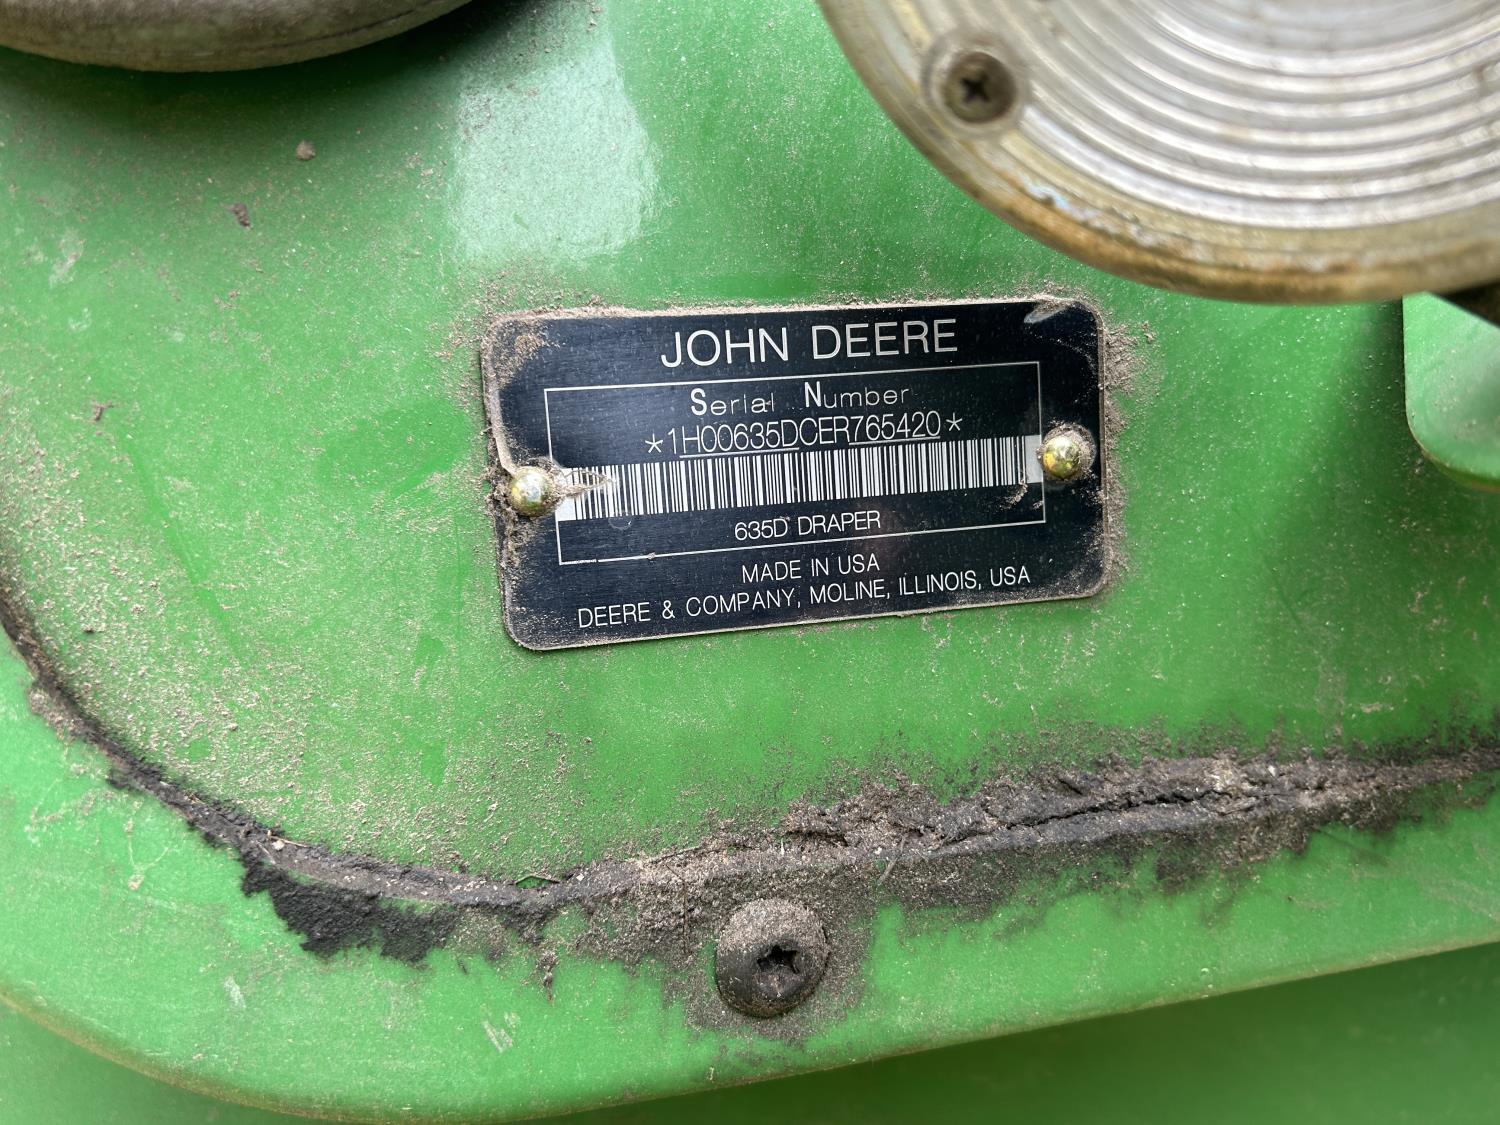 JOHN DEERE
Serial Number
*1H00635DCER765420*
635D DRAPER
MADE IN USA
DEERE & COMPANY, MOLINE, ILLINOIS, USA